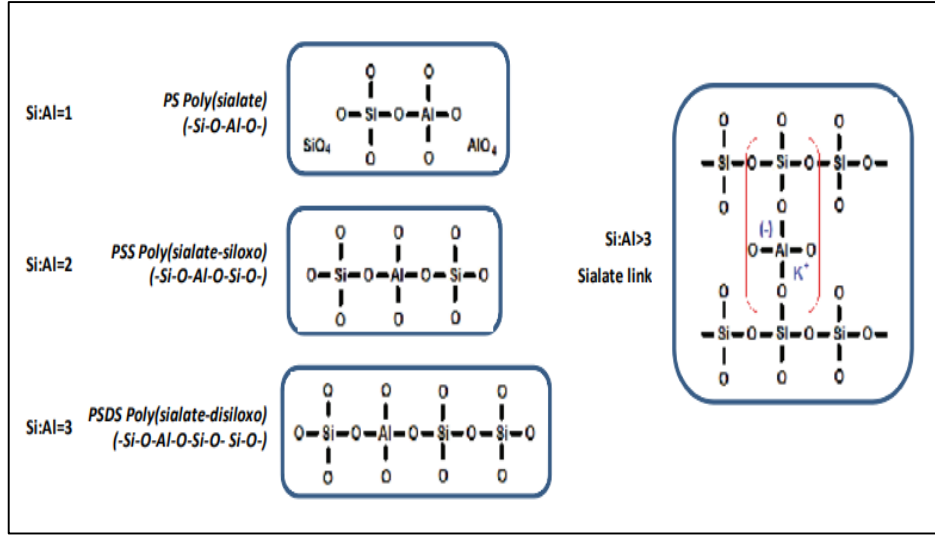 Si:Al=1
PS Poly(sialate)
(-Si-O-Al-O-)
O O
O–Si–O–Al–O
SiO₄ AlO₄
O O
Si:Al=2
PSS Poly(sialate-siloxo)
(-Si-O-Al-O-Si-O-)
O O O
O–Si–O–Al–O–Si–O
O O O
Si:Al=3
PSDS Poly(sialate-disiloxo)
(-Si-O-Al-O-Si-O- Si-O-)
O O O O
O–Si–O–Al–O–Si–O–Si–O
O O O O
Si:Al>3
Sialate link
O O O
–Si–O–Si–O–Si–O–
O O O
(-)
O–Al–O
K⁺
O O O
–Si–O–Si–O–Si–O–
O O O